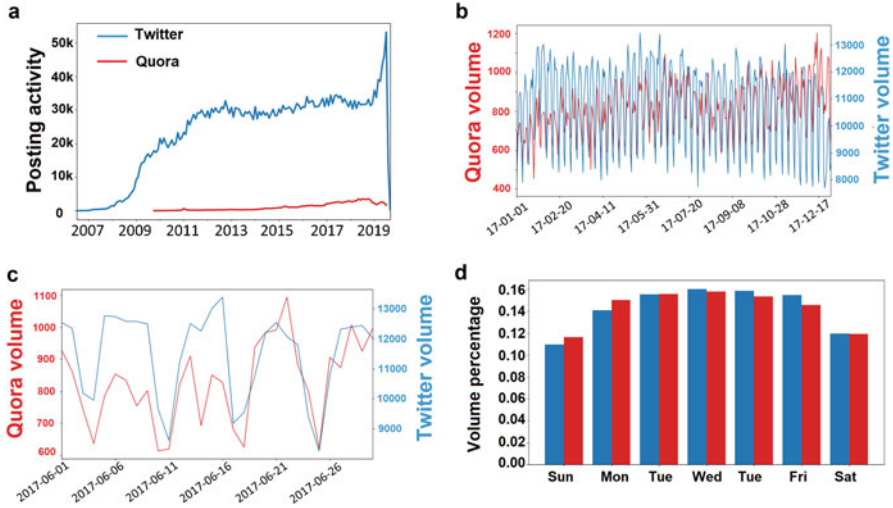 a
Twitter
Quora
Posting activity
50k
40k
30k
20k
10k
0
2007 2009 2011 2013 2015 2017 2019
b
Quora volume
1200
1000
800
600
400
Twitter volume
13000
12000
11000
10000
9000
8000
17-01-01 17-02-20 17-04-11 17-05-31 17-07-20 17-09-08 17-10-28 17-12-17
c
Quora volume
1100
1000
900
800
700
600
Twitter volume
13000
12000
11000
10000
9000
2017-06-01 2017-06-06 2017-06-11 2017-06-16 2017-06-21 2017-06-26
d
Volume percentage
0.16
0.14
0.12
0.10
0.08
0.06
0.04
0.02
0.00
Sun Mon Tue Wed Tue Fri Sat